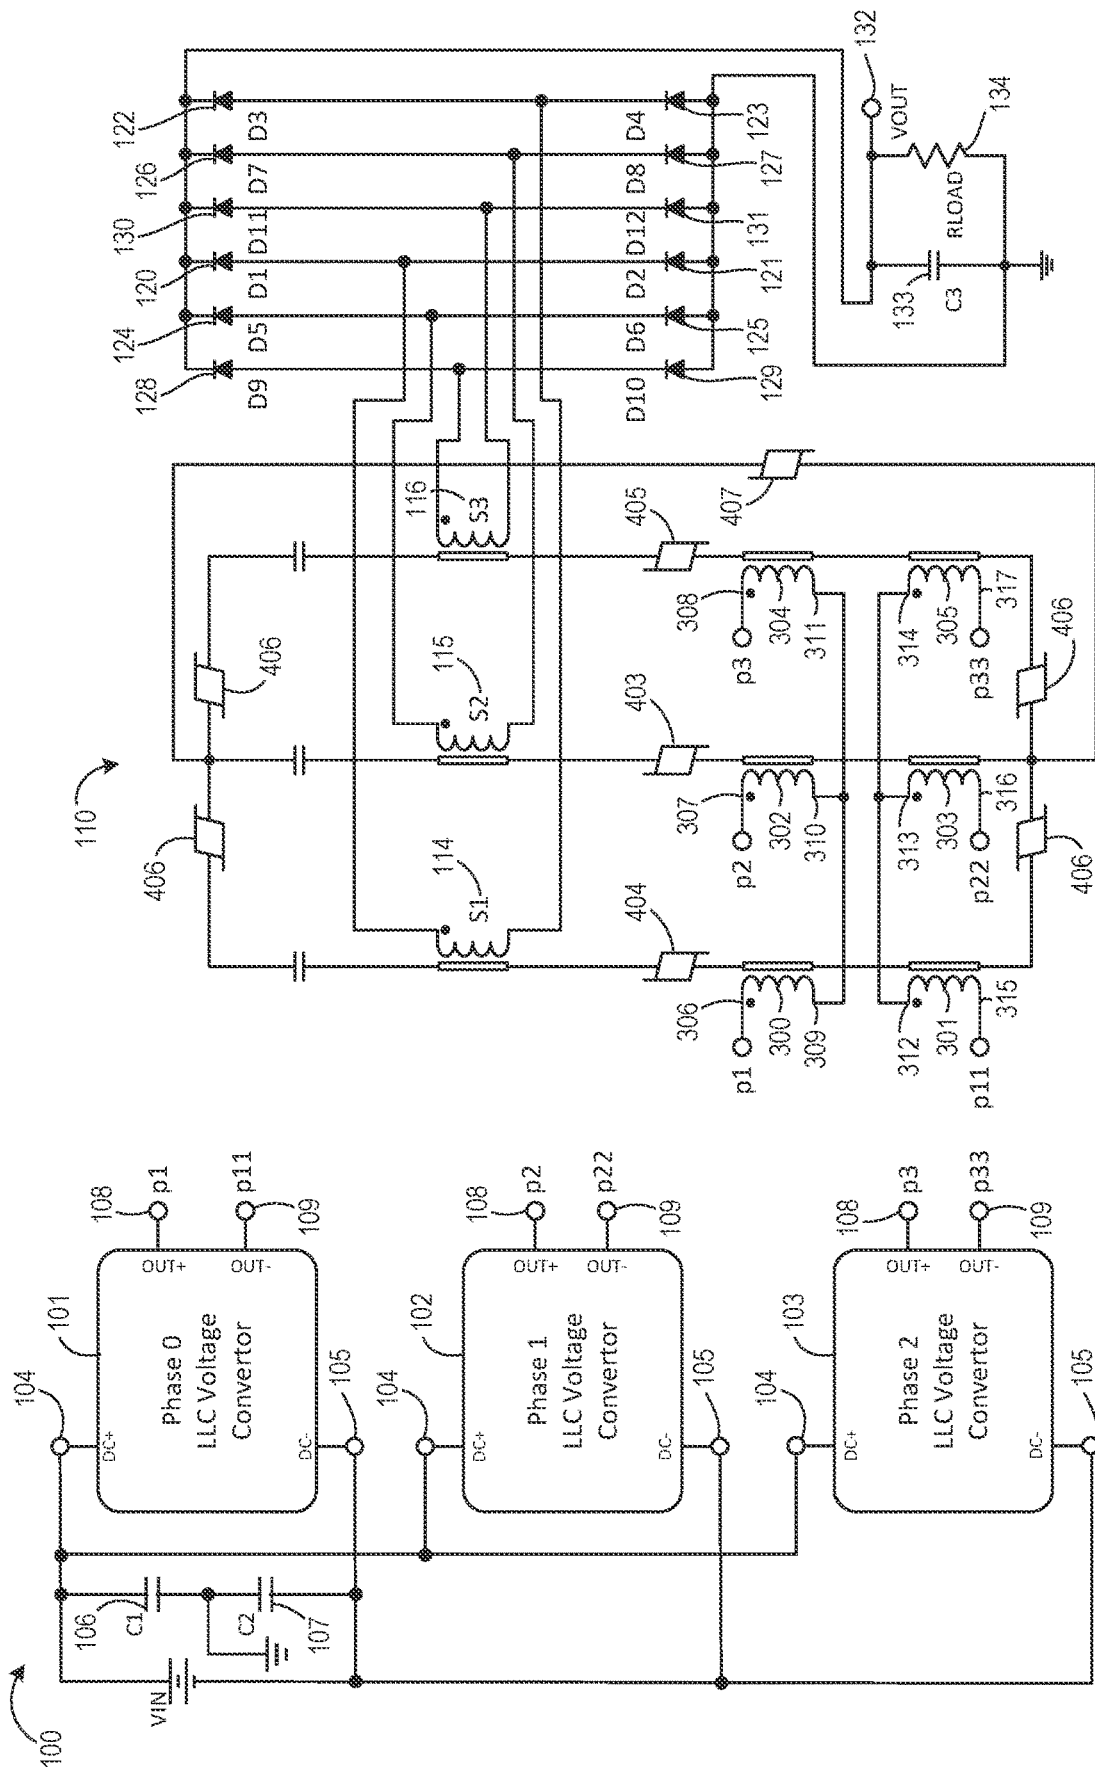 100
VIN
106
C1
C2
107
104
DC+
101
Phase 0
LLC Voltage
Convertor
DC-
105
OUT+
OUT-
108
p1
p11
109
104
DC+
102
Phase 1
LLC Voltage
Convertor
DC-
105
OUT+
OUT-
108
p2
p22
109
104
DC+
103
Phase 2
LLC Voltage
Convertor
DC-
105
OUT+
OUT-
108
p3
p33
109
110
406
406
114
S1
115
S2
116
S3
404
403
405
407
p1
306
300
309
p2
307
302
310
p3
308
304
311
312
301
315
p11
313
303
316
p22
314
305
317
p33
406
406
128
D9
124
D5
120
D1
130
D11
126
D7
122
D3
D10
129
D6
125
D2
121
D12
131
D8
127
D4
123
133
C3
RLOAD
134
VOUT
132